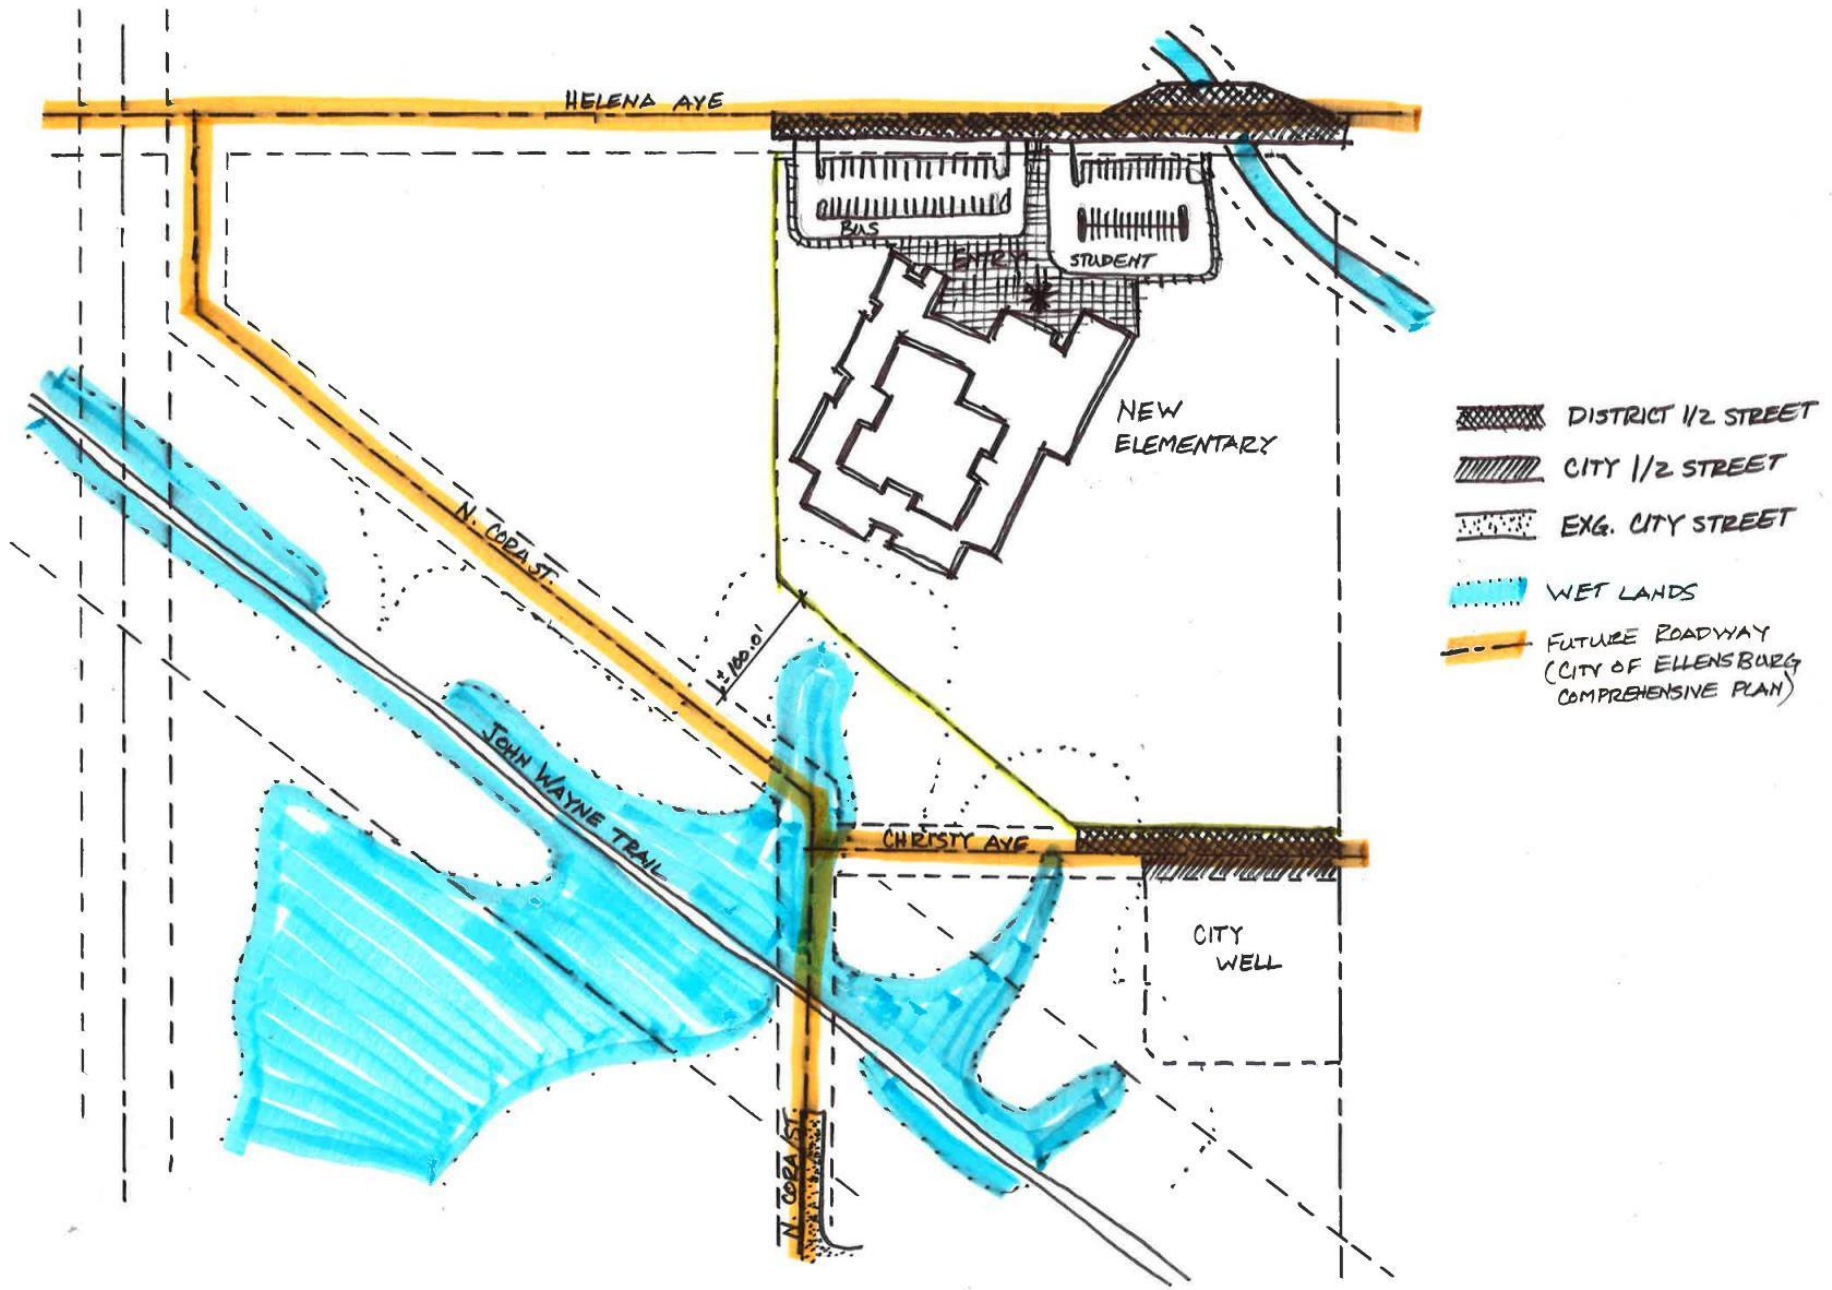 HELENA AVE
BUS
ENTRY
STUDENT
NEW
ELEMENTARY
DISTRICT 1/2 STREET
CITY 1/2 STREET
EXG. CITY STREET
WET LANDS
FUTURE ROADWAY
(CITY OF ELLENSBURG
COMPREHENSIVE PLAN)
N. CORA ST.
±100.0'
JOHN WAYNE TRAIL
CHRISTY AVE
CITY
WELL
N. CORA ST.